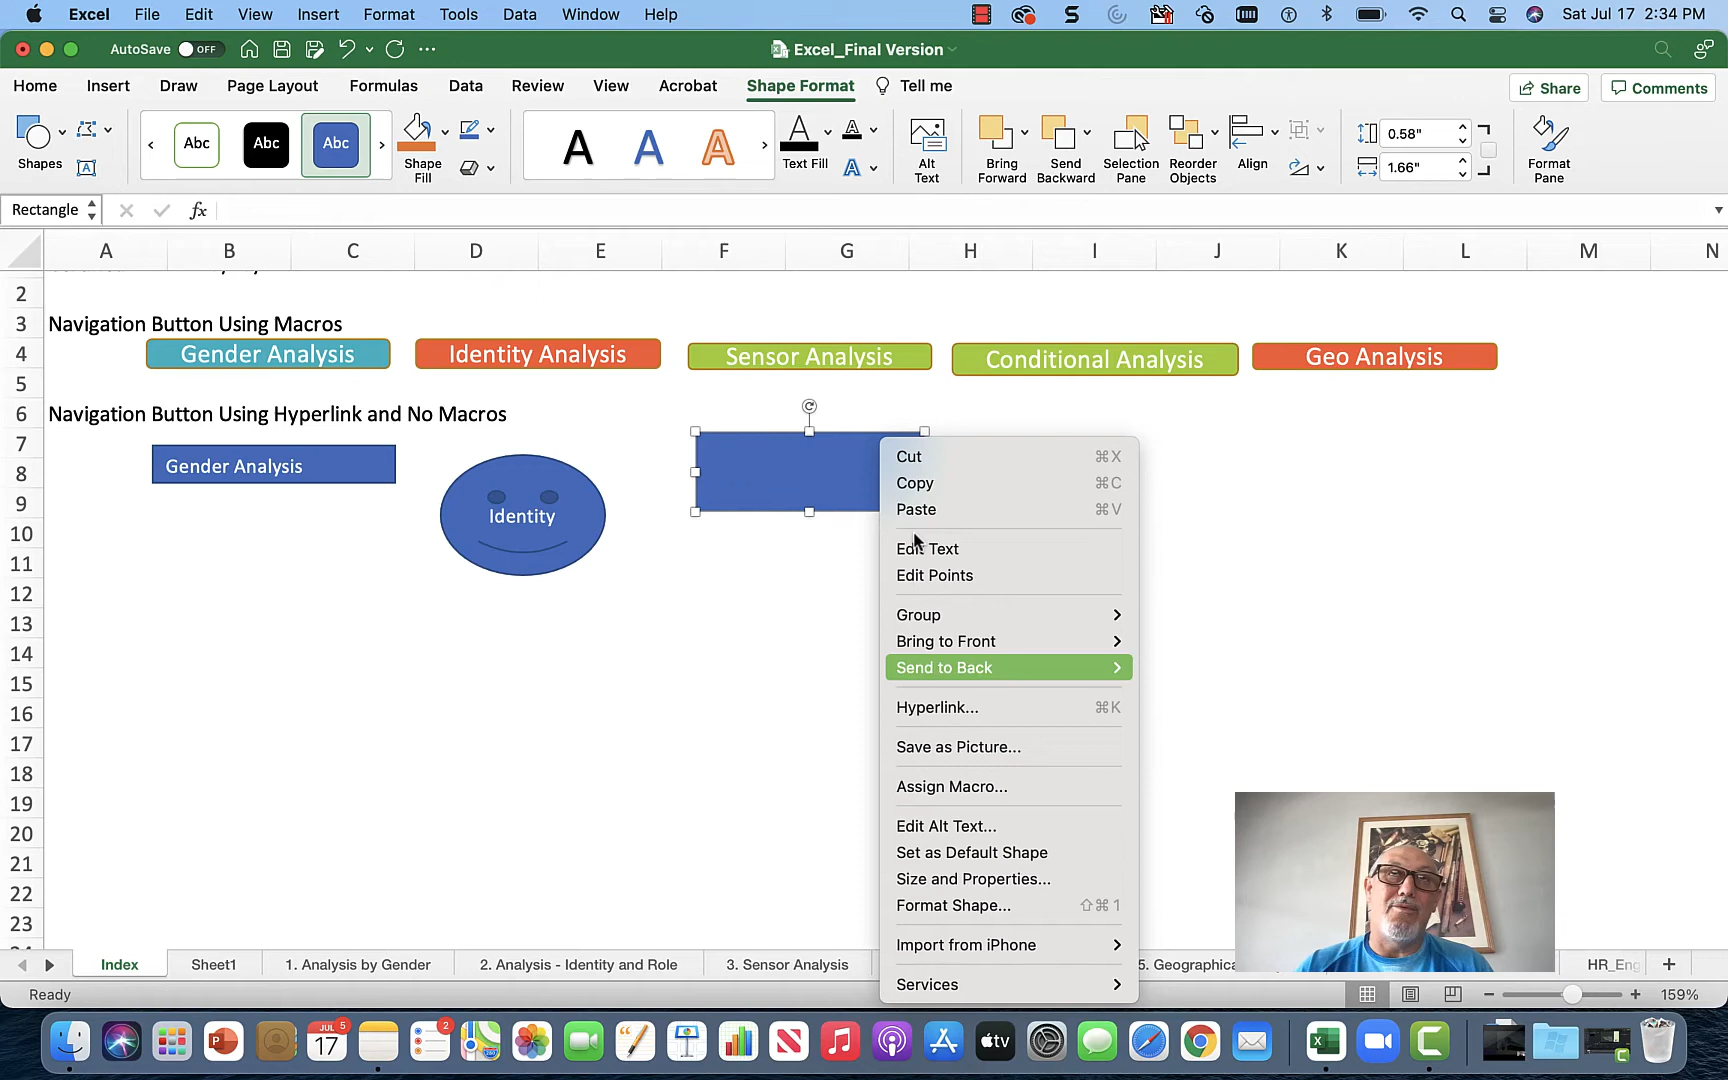 Excel File Edit View Insert Format Tools Data Window Help Sat Jul 17 2:34 PM
AutoSave OFF Excel_Final Version
Home Insert Draw Page Layout Formulas Data Review View Acrobat Shape Format Tell me Share Comments
Abc Abc Abc A A A 0.58"
Shapes Shape Fill Text Fill Alt Text Bring Forward Send Backward Selection Pane Reorder Objects Align 1.66" Format Pane
Rectangle fx
A B C D E F G H I J K L M N
2
3 Navigation Button Using Macros
4 Gender Analysis Identity Analysis Sensor Analysis Conditional Analysis Geo Analysis
5
6 Navigation Button Using Hyperlink and No Macros
7
8 Gender Analysis
9 Identity
10
11
12
13
14
15
16
17
18
19
20
21
22
23
Cut ⌘X
Copy ⌘C
Paste ⌘V
Edit Text
Edit Points
Group
Bring to Front
Send to Back
Hyperlink... ⌘K
Save as Picture...
Assign Macro...
Edit Alt Text...
Set as Default Shape
Size and Properties...
Format Shape... ⇧⌘1
Import from iPhone
Services
Index Sheet1 1. Analysis by Gender 2. Analysis - Identity and Role 3. Sensor Analysis 5. Geographica HR_Eng
Ready 159%
JUL 5
17
2
tv